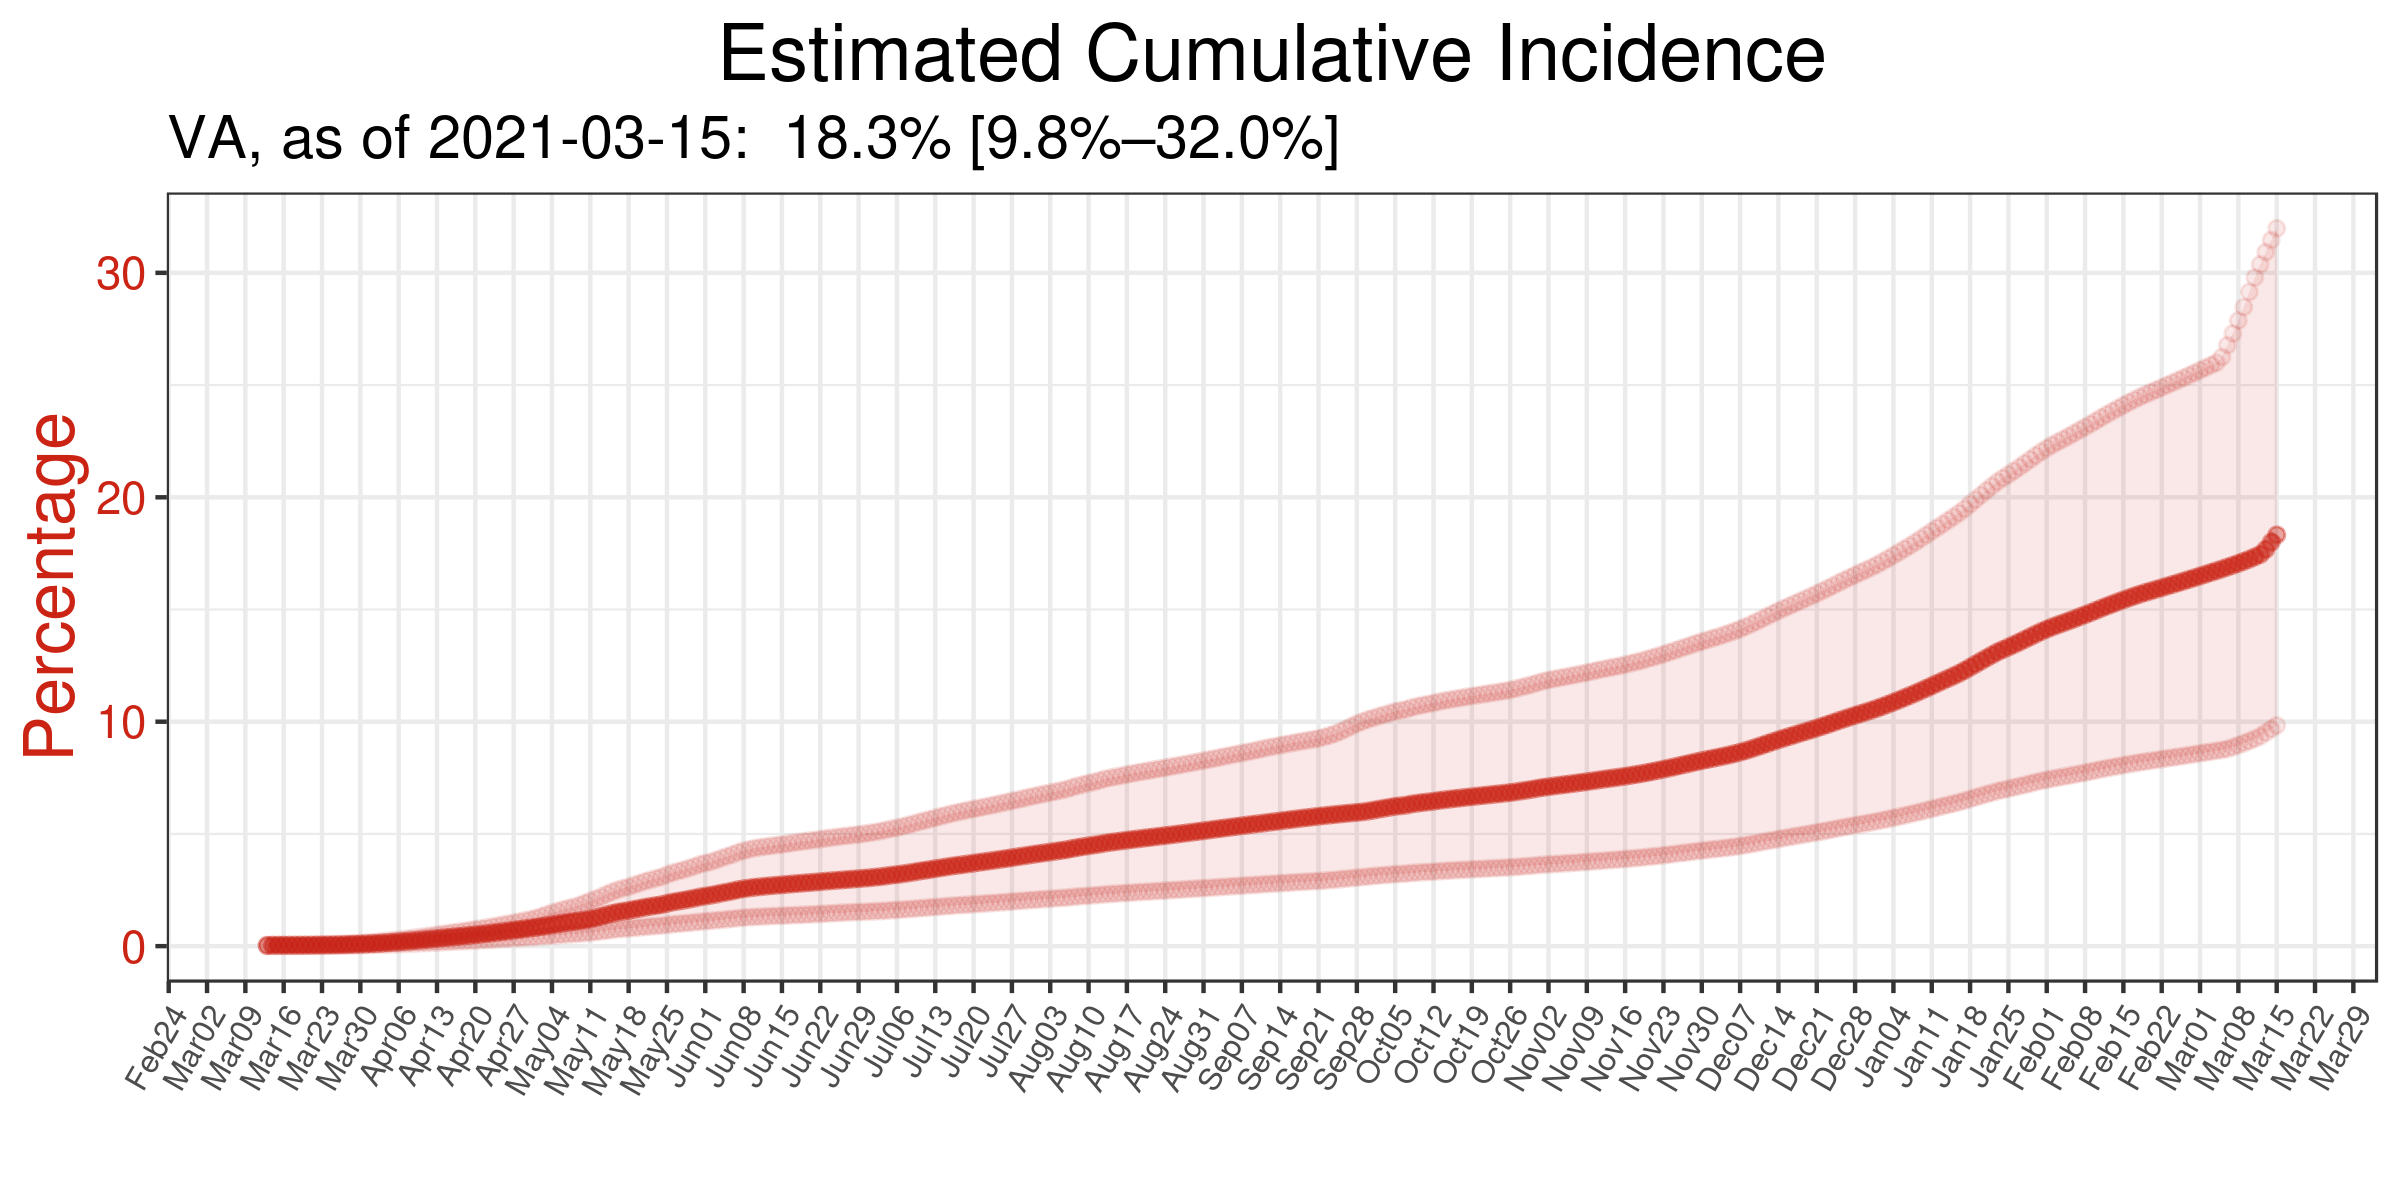 Estimated Cumulative Incidence
VA, as of 2021-03-15:  18.3% [9.8%–32.0%]
Percentage
30
20
10
0
Feb24
Mar02
Mar09
Mar16
Mar23
Mar30
Apr06
Apr13
Apr20
Apr27
May04
May11
May18
May25
Jun01
Jun08
Jun15
Jun22
Jun29
Jul06
Jul13
Jul20
Jul27
Aug03
Aug10
Aug17
Aug24
Aug31
Sep07
Sep14
Sep21
Sep28
Oct05
Oct12
Oct19
Oct26
Nov02
Nov09
Nov16
Nov23
Nov30
Dec07
Dec14
Dec21
Dec28
Jan04
Jan11
Jan18
Jan25
Feb01
Feb08
Feb15
Feb22
Mar01
Mar08
Mar15
Mar22
Mar29